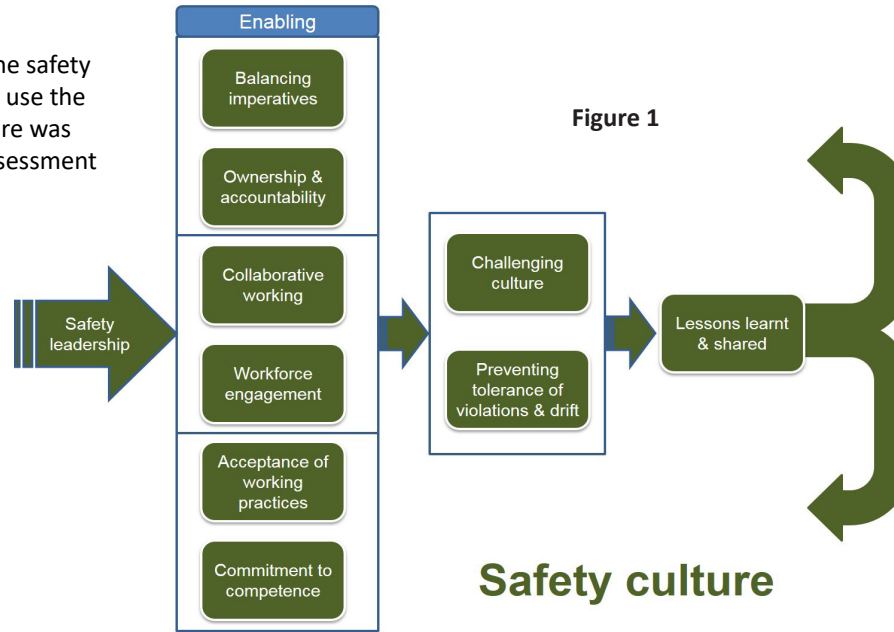 ne safety
use the
re was
sessment
Enabling
Balancing
imperatives
Ownership &
accountability
Collaborative
working
Workforce
engagement
Acceptance of
working
practices
Commitment to
competence
Safety
leadership
Figure 1
Challenging
culture
Preventing
tolerance of
violations & drift
Lessons learnt
& shared
Safety culture